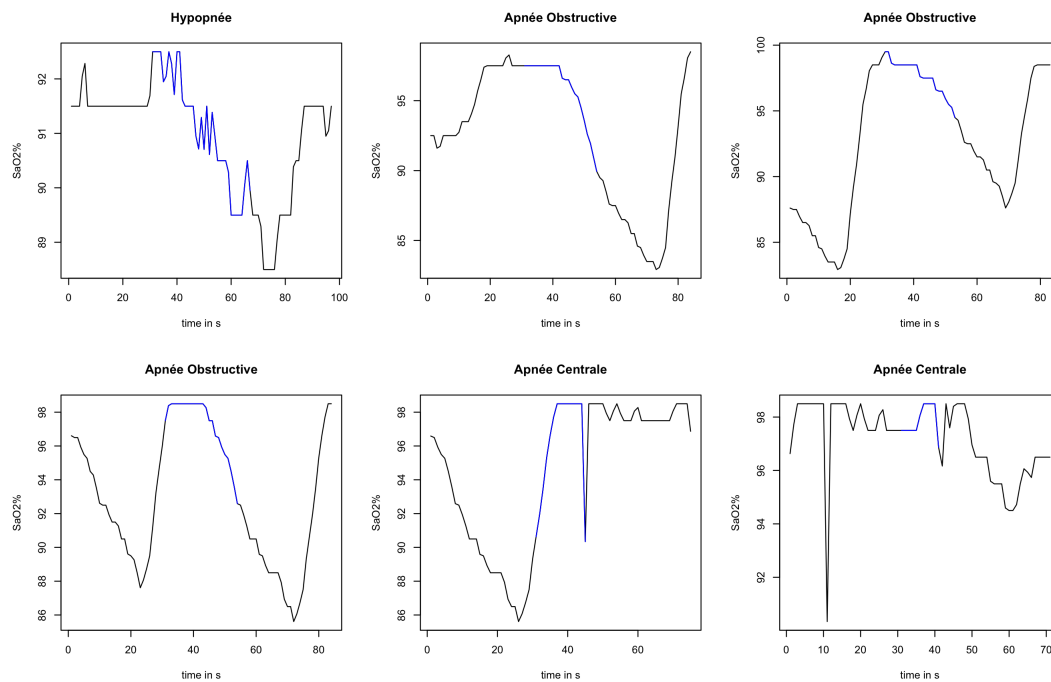 Hypopnée
SaO2%
92
91
90
89
0 20 40 60 80 100
time in s
Apnée Obstructive
SaO2%
95
90
85
0 20 40 60 80
time in s
Apnée Obstructive
SaO2%
100
95
90
85
0 20 40 60 80
time in s
Apnée Obstructive
SaO2%
98
96
94
92
90
88
86
0 20 40 60 80
time in s
Apnée Centrale
SaO2%
98
96
94
92
90
88
86
0 20 40 60
time in s
Apnée Centrale
SaO2%
98
96
94
92
0 10 20 30 40 50 60 70
time in s